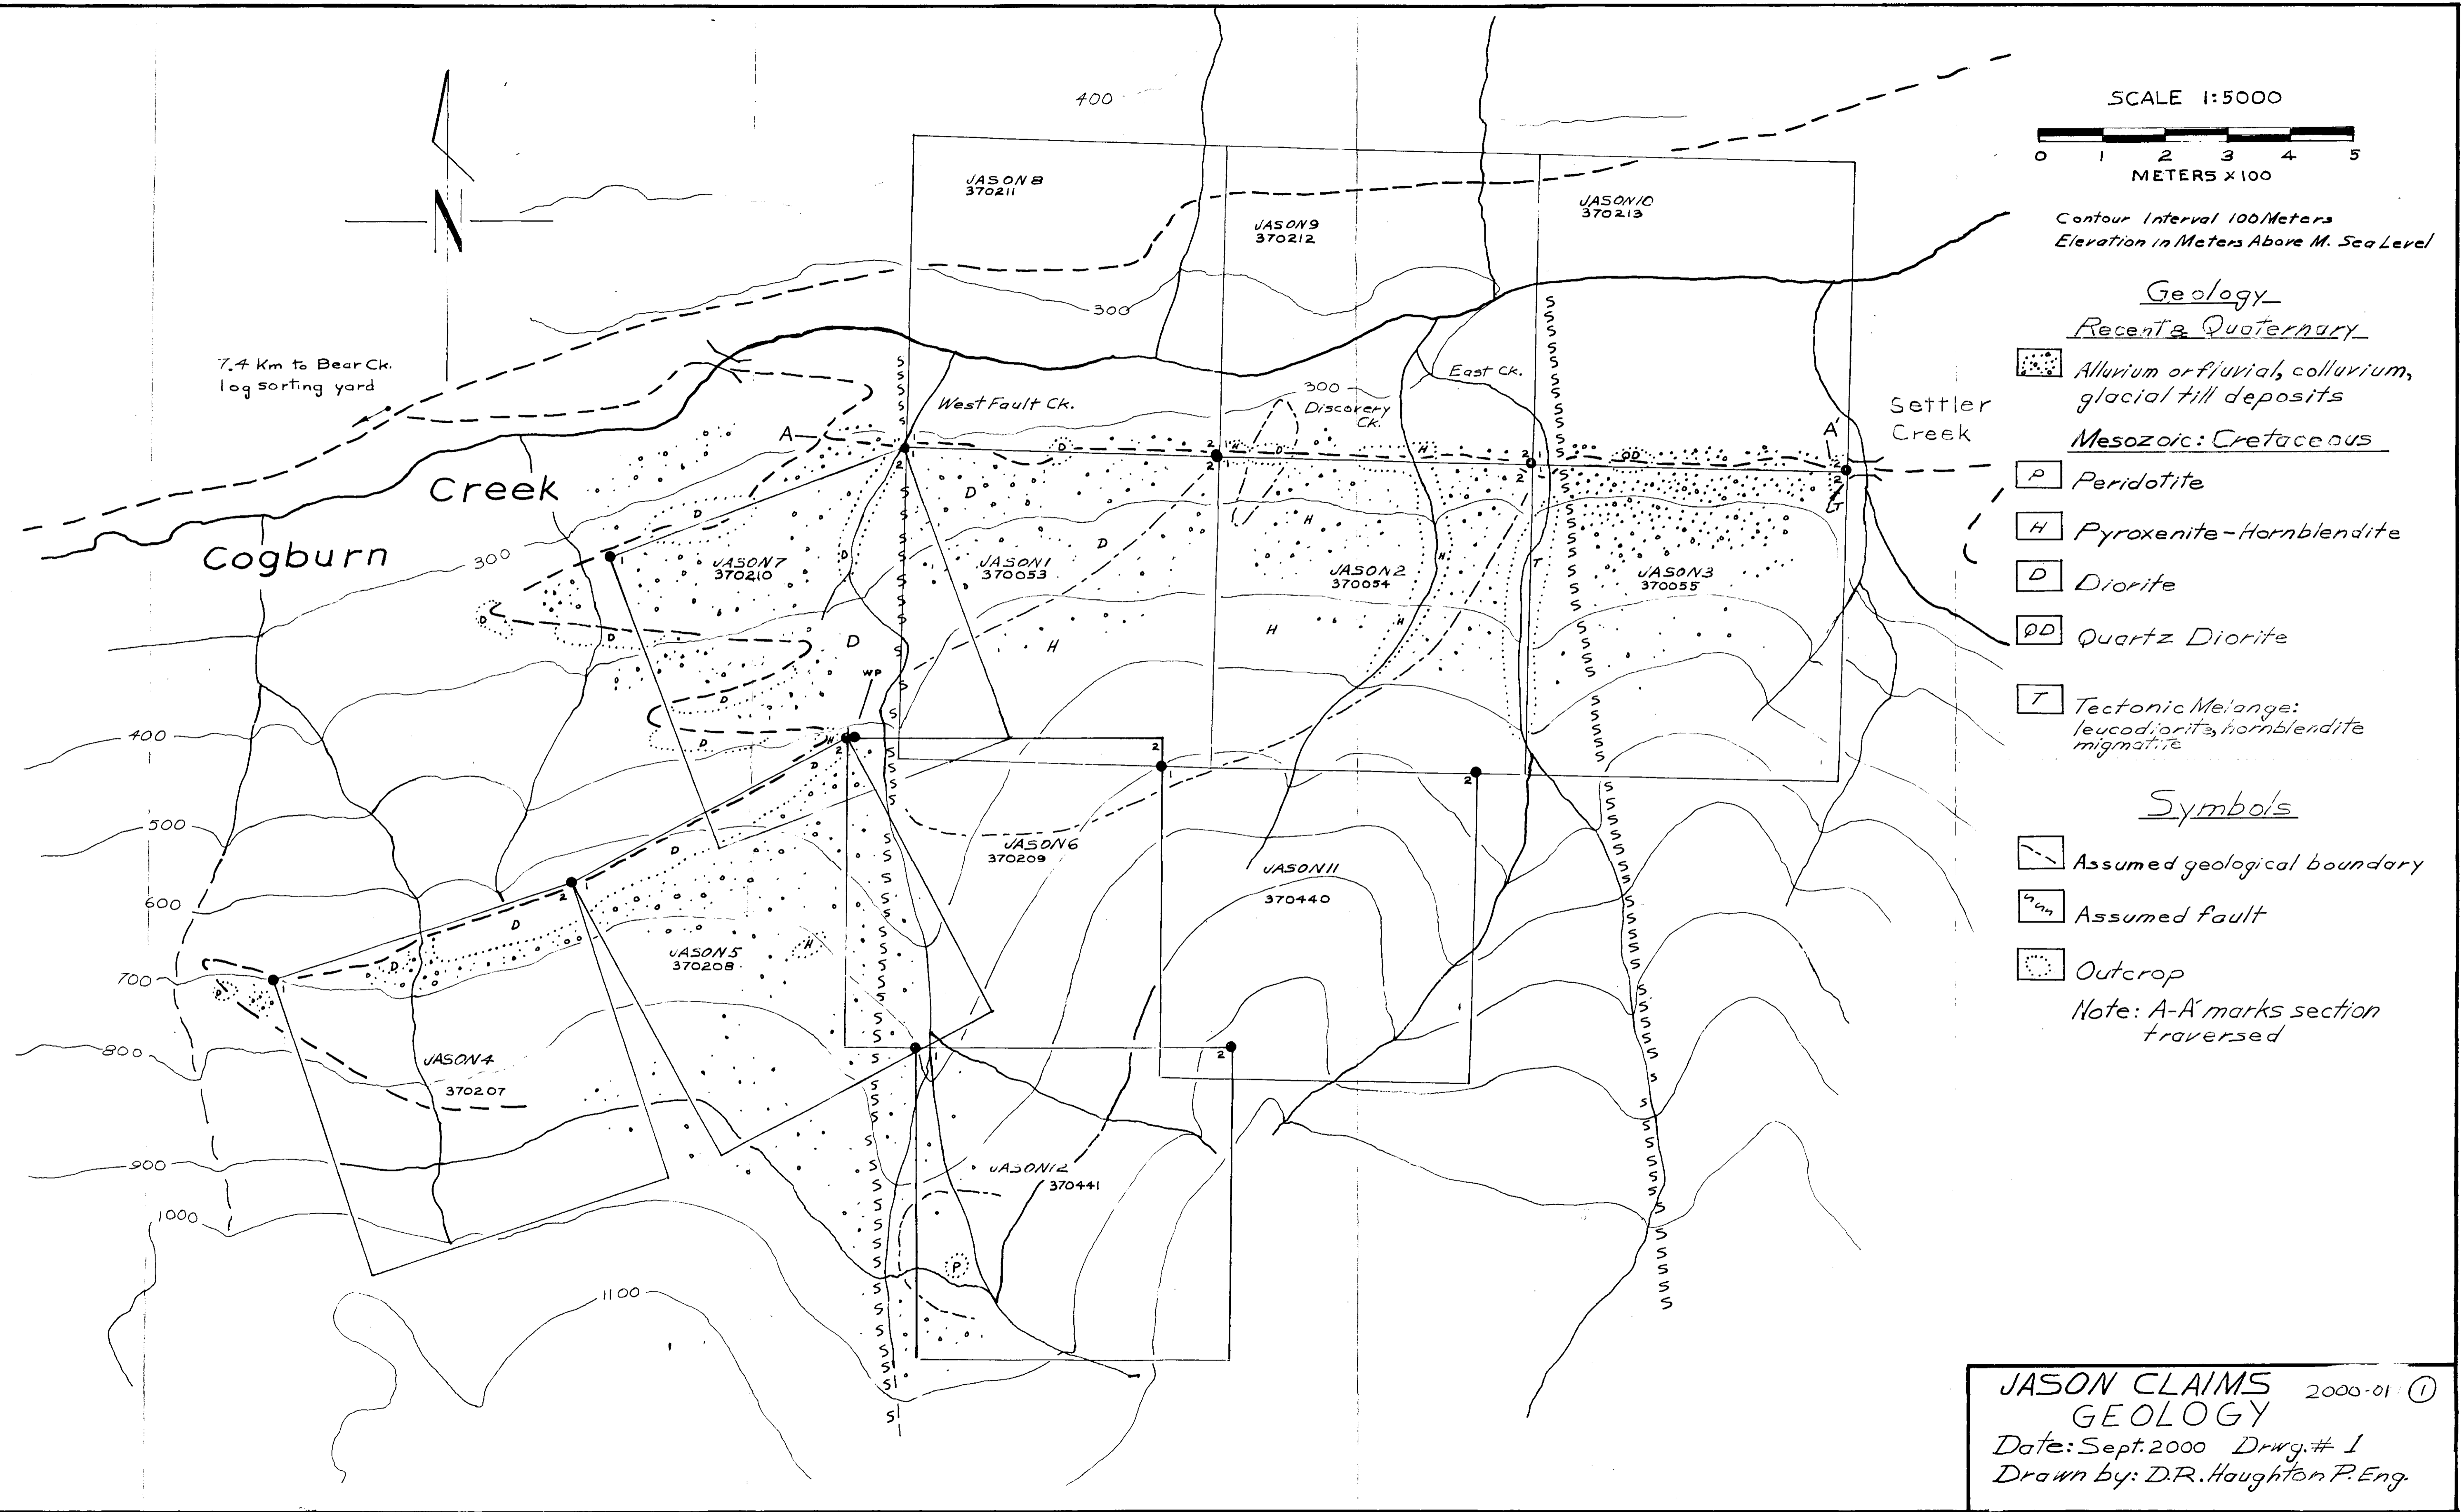 400
JASON 8
370211
JASON 9
370212
JASON 10
370213
300
7.4 Km to Bear Ck.
log sorting yard
West Fault Ck.
300
Discovery
Ck.
East Ck.
Settler
Creek
A
A'
Creek
Cogburn
300
JASON 7
370210
JASON 1
370053
JASON 2
370054
JASON 3
370055
D
H
T
QD
WP
400
500
600
700
800
900
1000
1100
JASON 6
370209
JASON 11
370440
JASON 5
370208
JASON 4
370207
JASON 12
370441
P
SCALE 1:5000
0 1 2 3 4 5
METERS X 100
Contour Interval 100 Meters
Elevation in Meters Above M. Sea Level
Geology
Recent & Quaternary
Alluvium or fluvial, colluvium,
glacial till deposits
Mesozoic: Cretaceous
P Peridotite
H Pyroxenite-Hornblendite
D Diorite
QD Quartz Diorite
T Tectonic Melange:
leucodiorite, hornblendite
migmatite
Symbols
Assumed geological boundary
Assumed fault
Outcrop
Note: A-A' marks section
traversed
JASON CLAIMS 2000-01 1
GEOLOGY
Date: Sept. 2000 Drwg. # 1
Drawn by: D.R. Haughton P. Eng.